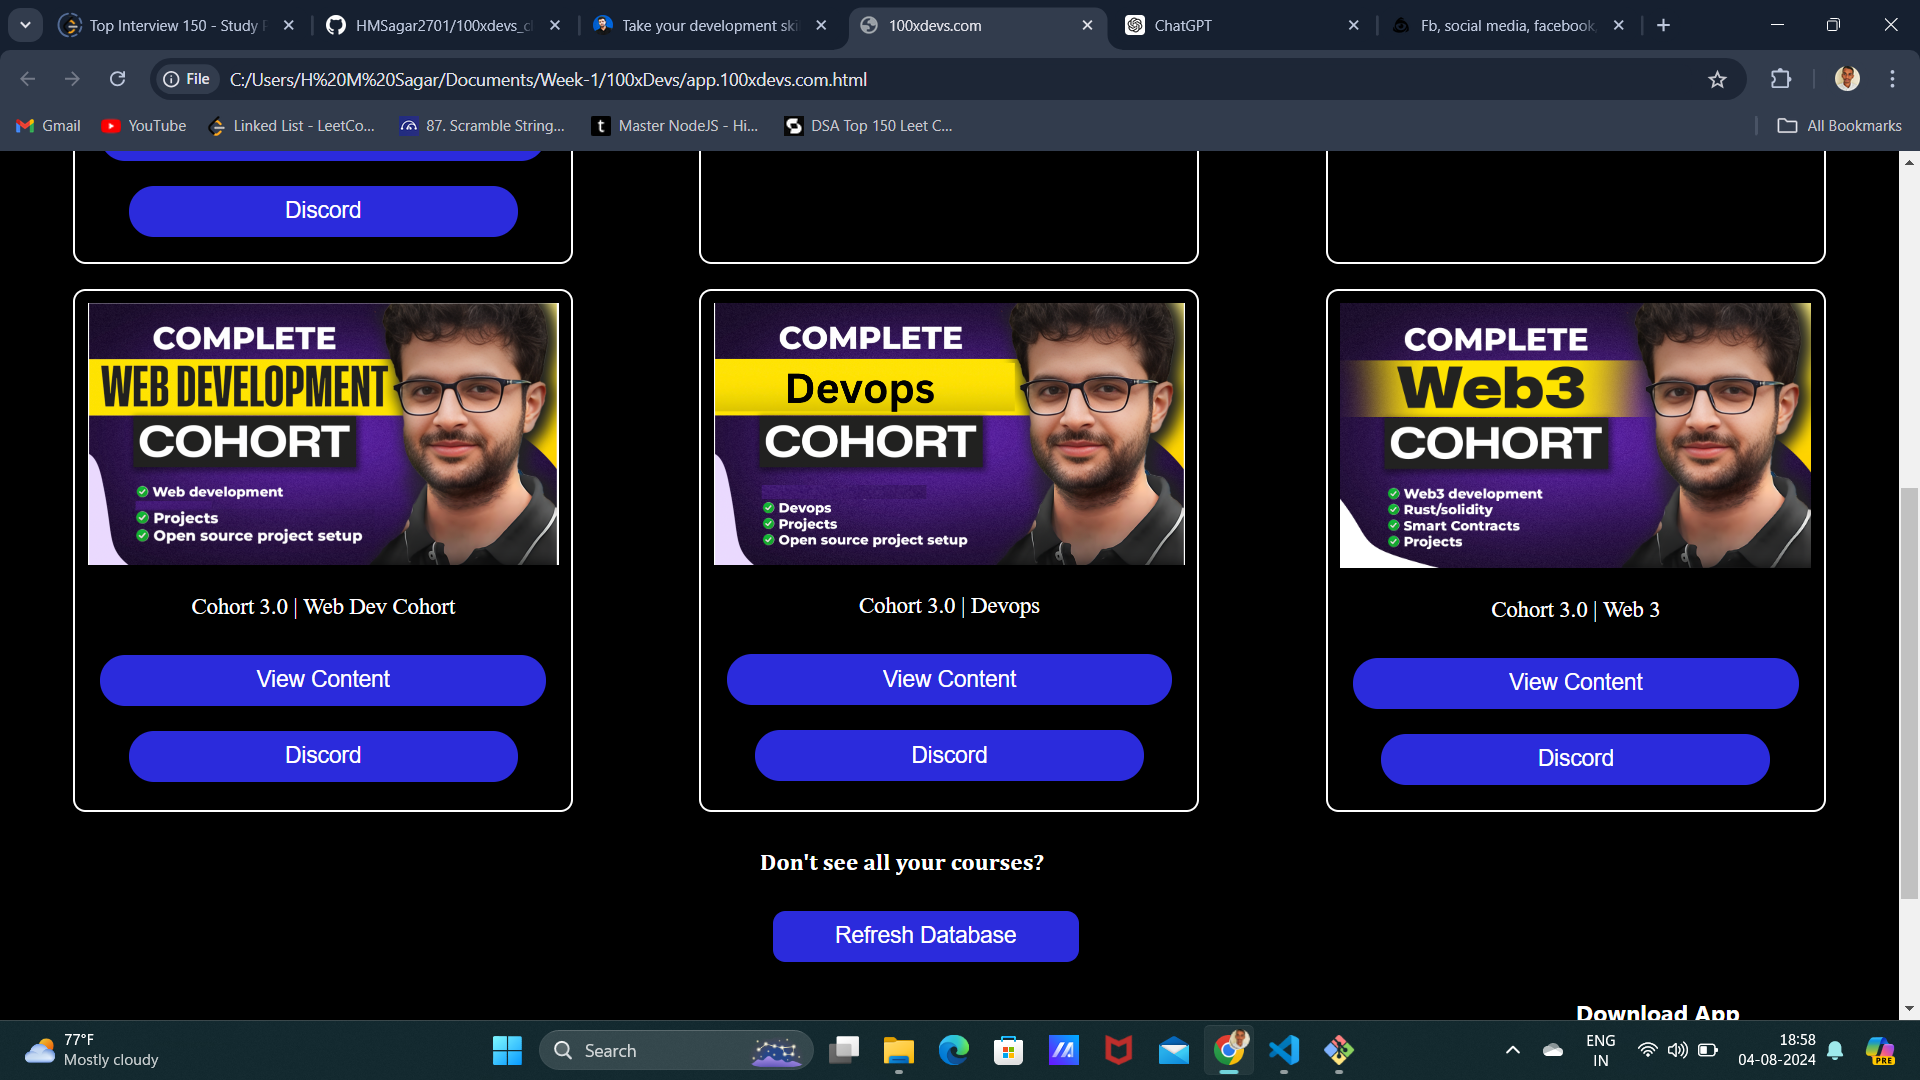 Top Interview 150 - Study P
HMSagar2701/100xdevs_cl
Take your development skil
100xdevs.com
ChatGPT
Fb, social media, facebook,
File
C:/Users/H%20M%20Sagar/Documents/Week-1/100xDevs/app.100xdevs.com.html
Gmail
YouTube
Linked List - LeetCo...
87. Scramble String...
Master NodeJS - Hi...
DSA Top 150 Leet C...
All Bookmarks
Discord
COMPLETE
WEB DEVELOPMENT
COHORT
Web development
Projects
Open source project setup
Cohort 3.0 | Web Dev Cohort
View Content
Discord
COMPLETE
Devops
COHORT
Devops
Projects
Open source project setup
Cohort 3.0 | Devops
View Content
Discord
COMPLETE
Web3
COHORT
Web3 development
Rust/solidity
Smart Contracts
Projects
Cohort 3.0 | Web 3
View Content
Discord
Don't see all your courses?
Refresh Database
Download App
77°F
Mostly cloudy
Search
ENG
IN
18:58
04-08-2024
PRE